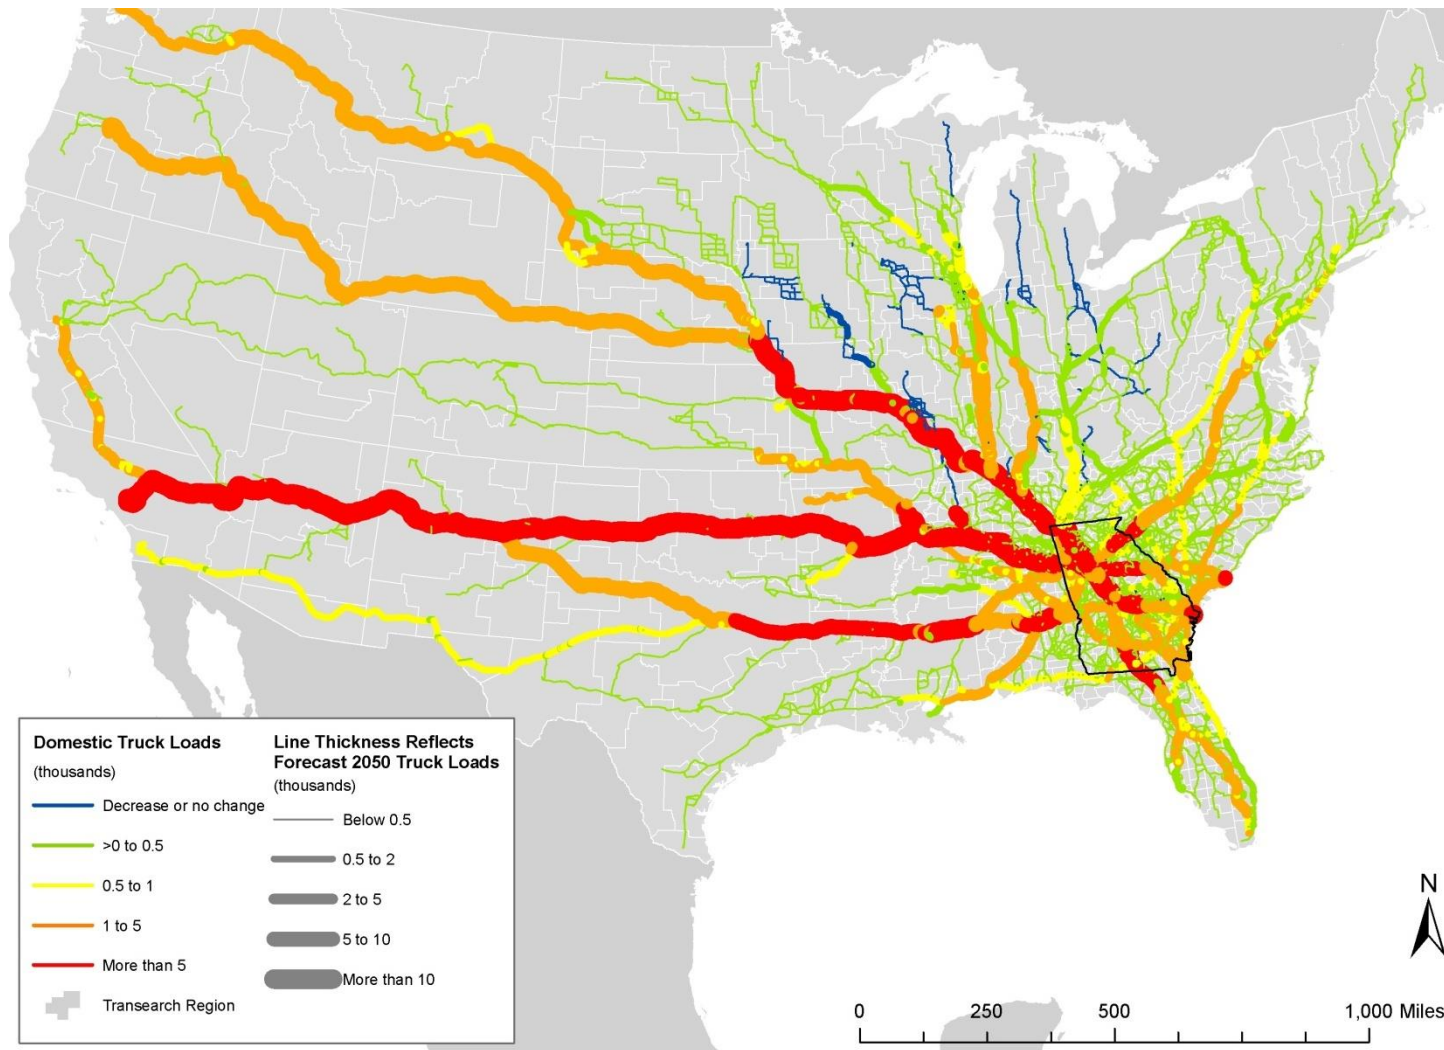 Domestic Truck Loads
(thousands)
Decrease or no change
>0 to 0.5
0.5 to 1
1 to 5
More than 5
Transearch Region
Line Thickness Reflects
Forecast 2050 Truck Loads
(thousands)
Below 0.5
0.5 to 2
2 to 5
5 to 10
More than 10
N
0 250 500 1,000 Miles